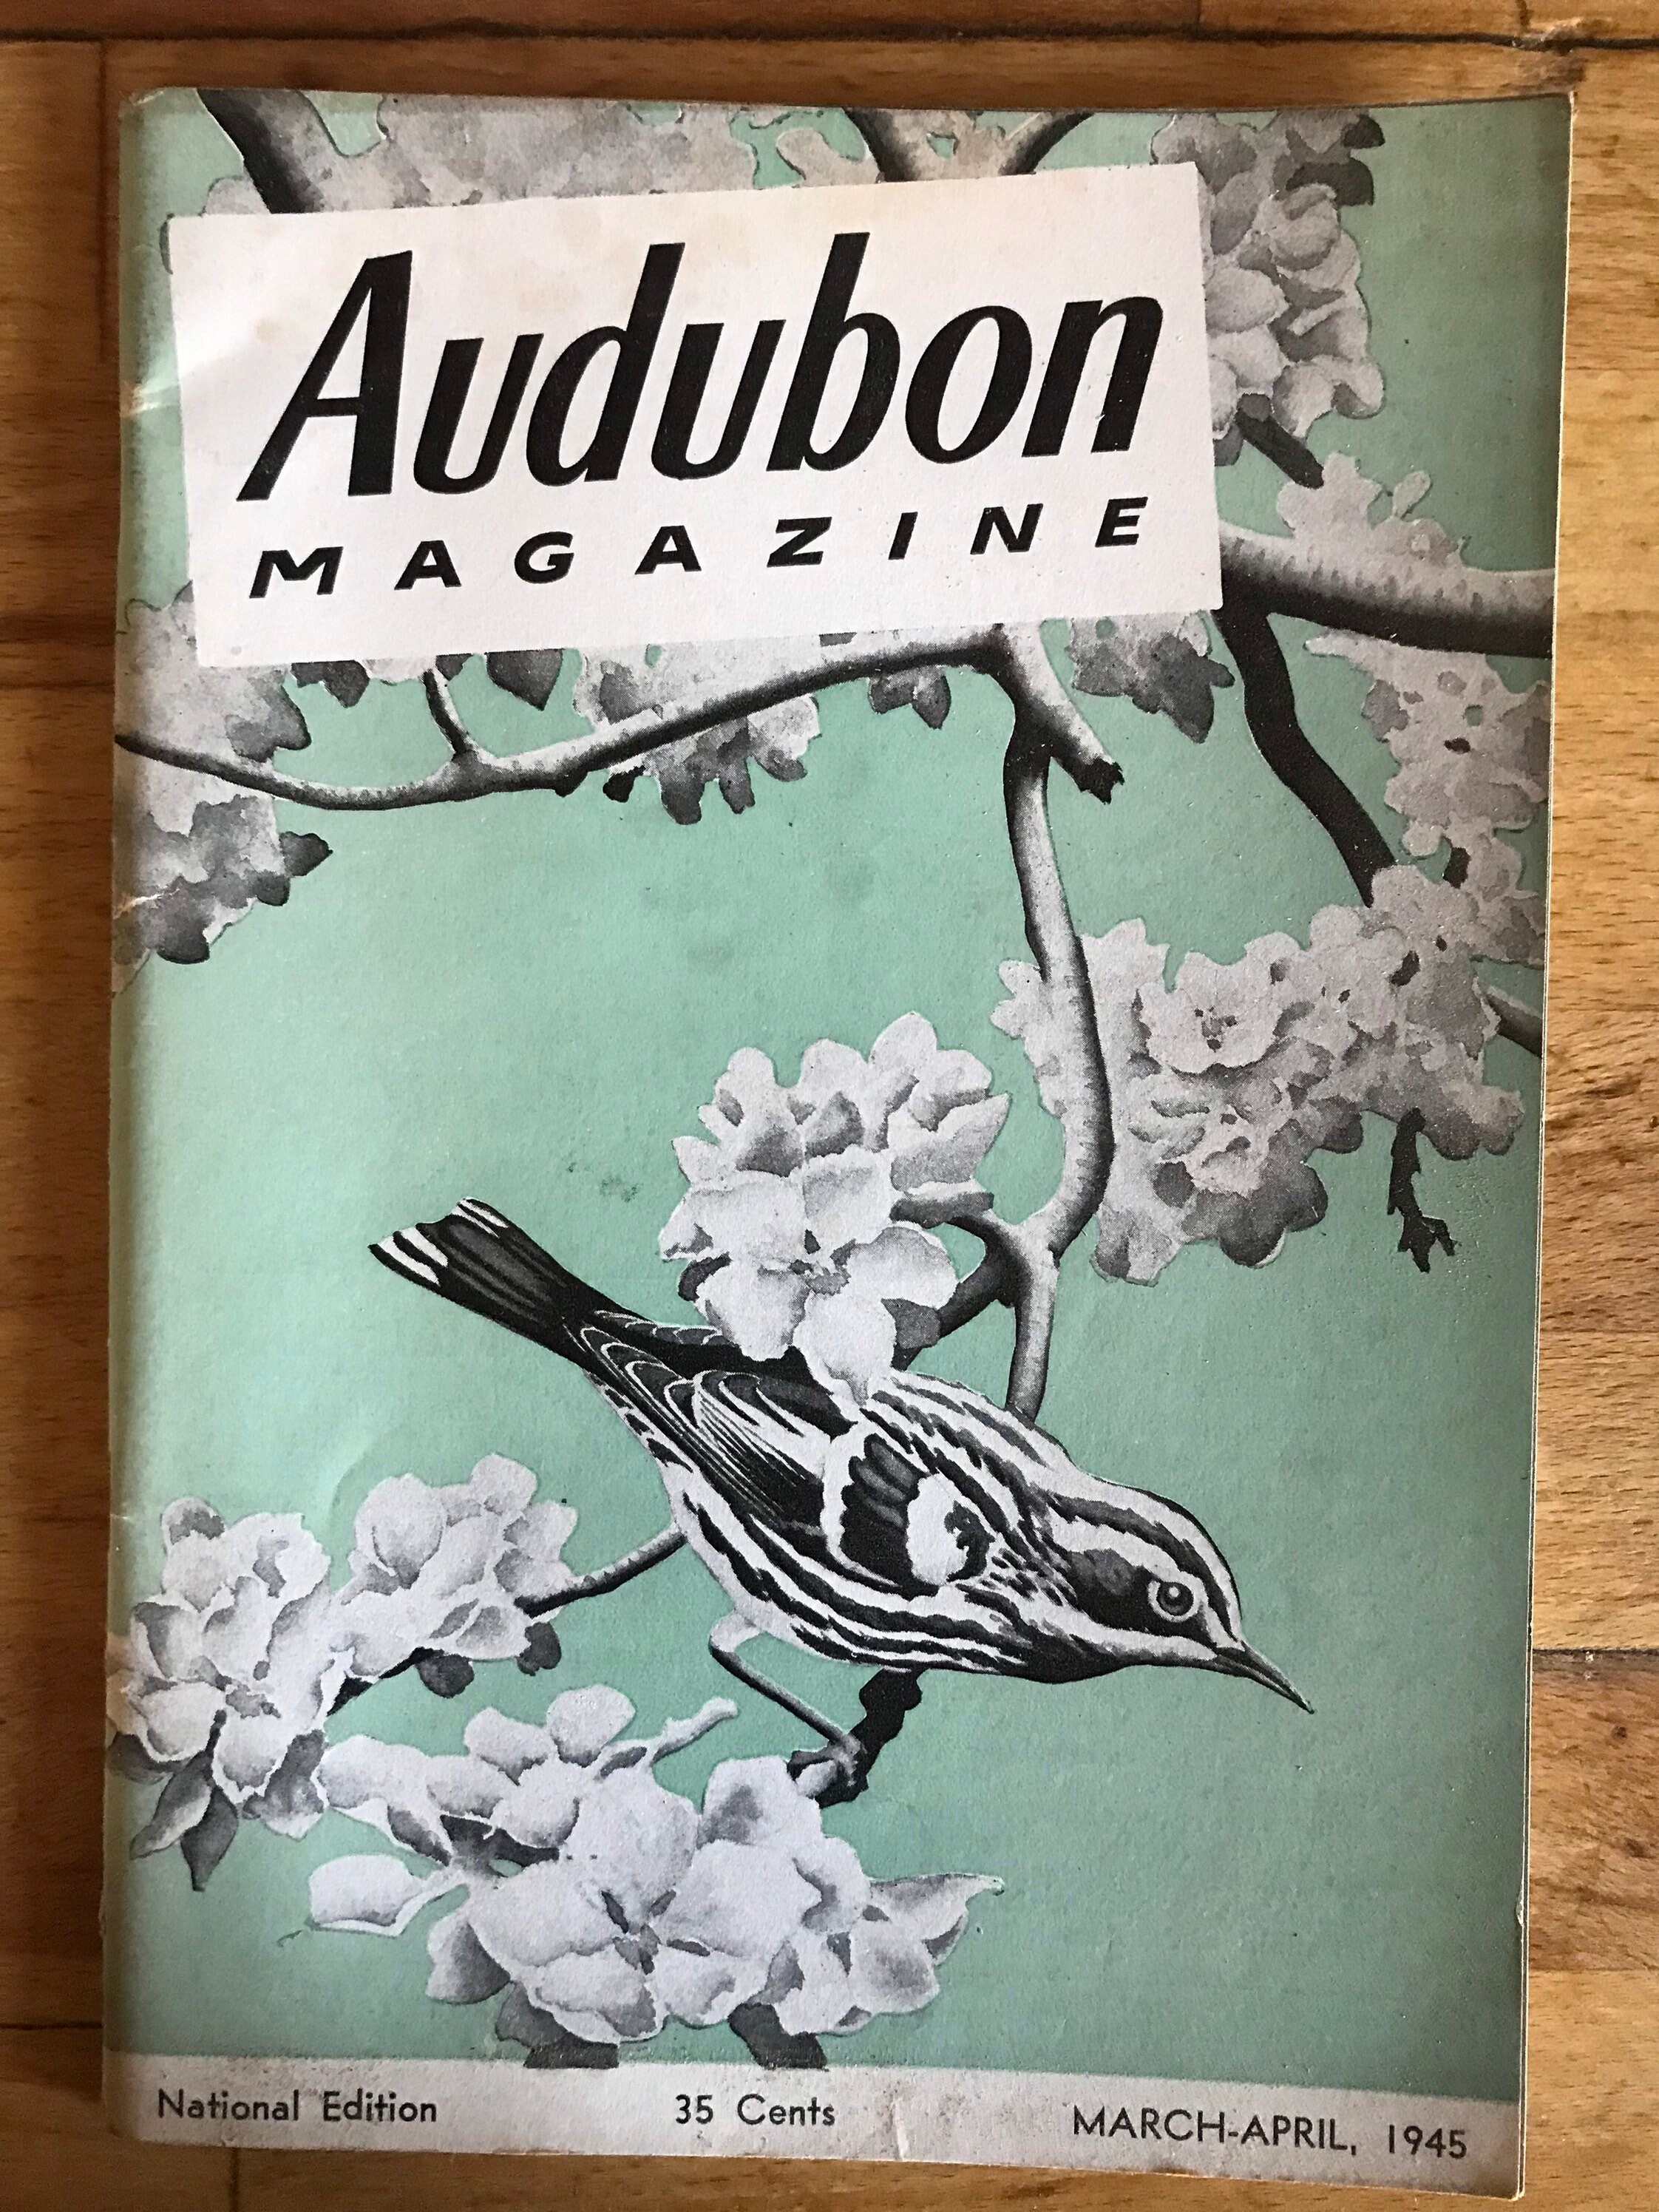 Audubon
MAGAZINE
National Edition 35 Cents MARCH-APRIL, 1945